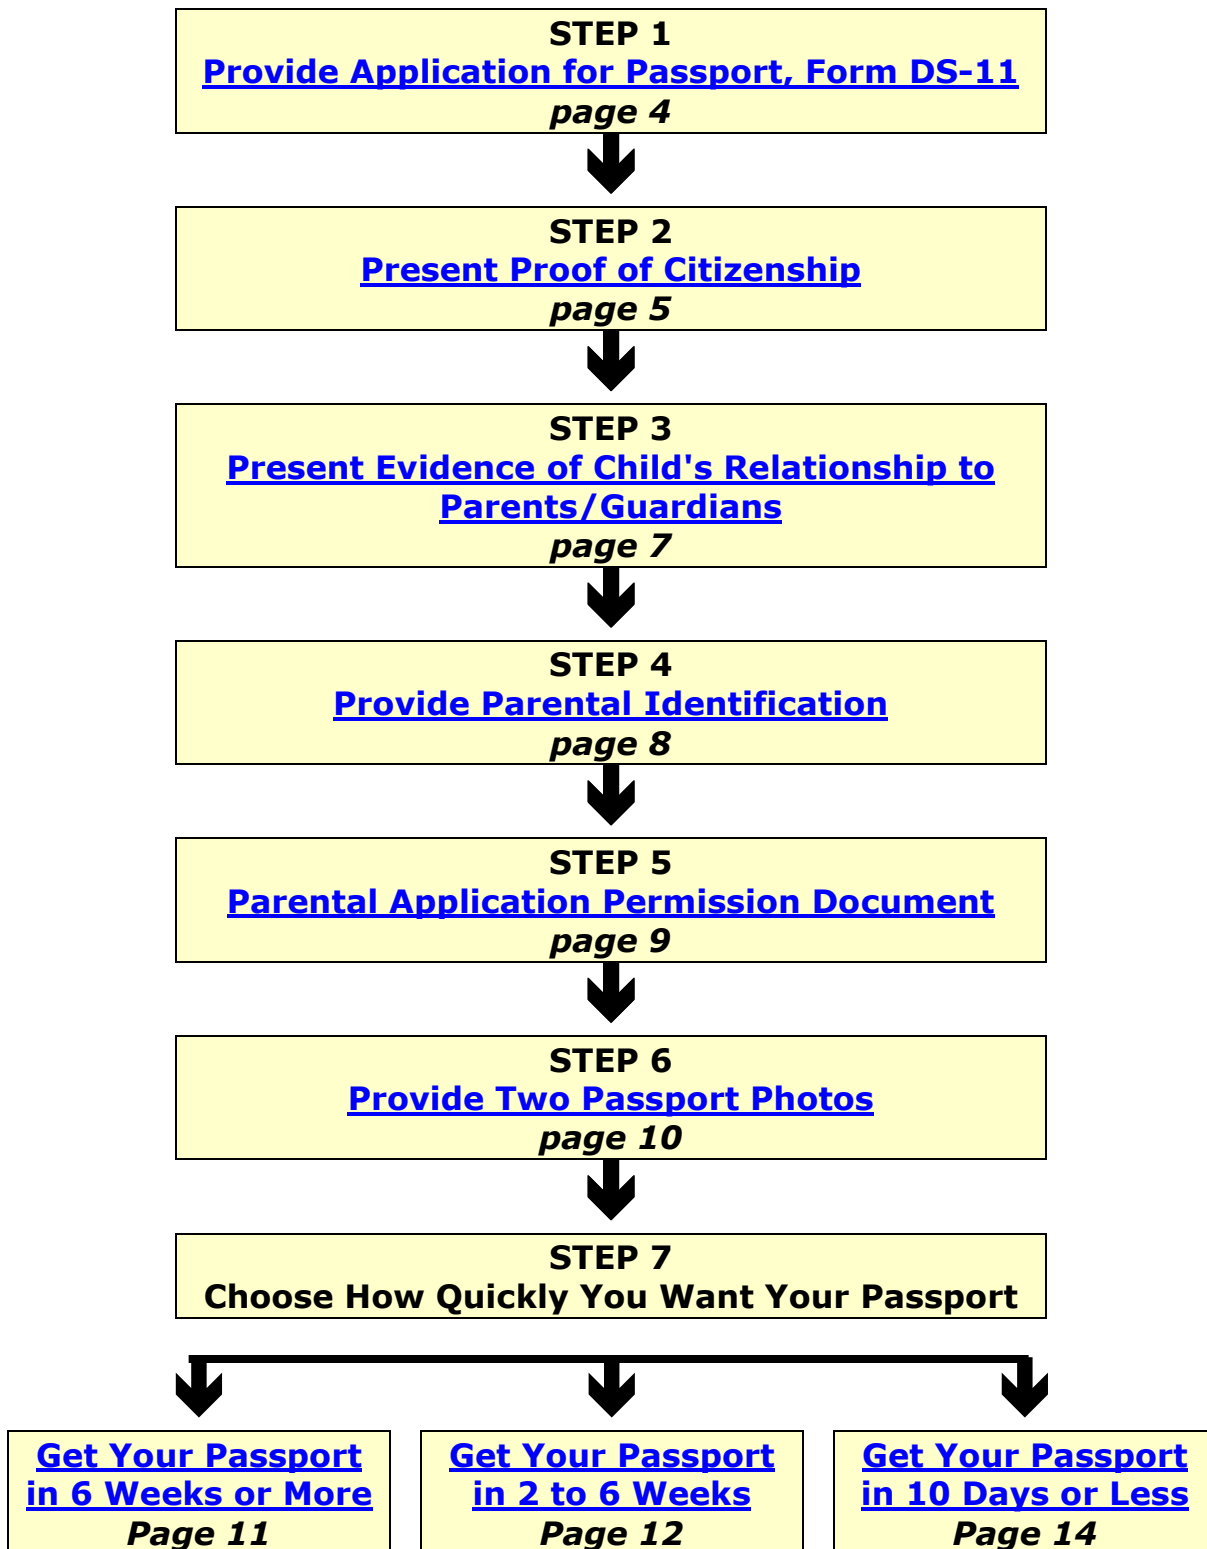 STEP 1
Provide Application for Passport, Form DS-11
page 4
STEP 2
Present Proof of Citizenship
page 5
STEP 3
Present Evidence of Child's Relationship to
Parents/Guardians
page 7
STEP 4
Provide Parental Identification
page 8
STEP 5
Parental Application Permission Document
page 9
STEP 6
Provide Two Passport Photos
page 10
STEP 7
Choose How Quickly You Want Your Passport
Get Your Passport
in 6 Weeks or More
Page 11
Get Your Passport
in 2 to 6 Weeks
Page 12
Get Your Passport
in 10 Days or Less
Page 14